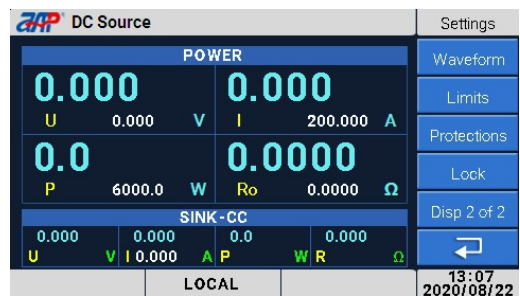 AAP DC Source Settings
POWER Waveform
0.000 0.000
U 0.000 V I 200.000 A Limits
Protections
0.0 0.0000
Lock
P 6000.0 W Ro 0.0000 Ω
SINK-CC Disp 2 of 2
0.000 0.000 0.0 0.000
U V I 0.000 A P W R Ω
LOCAL 13:07
2020/08/22